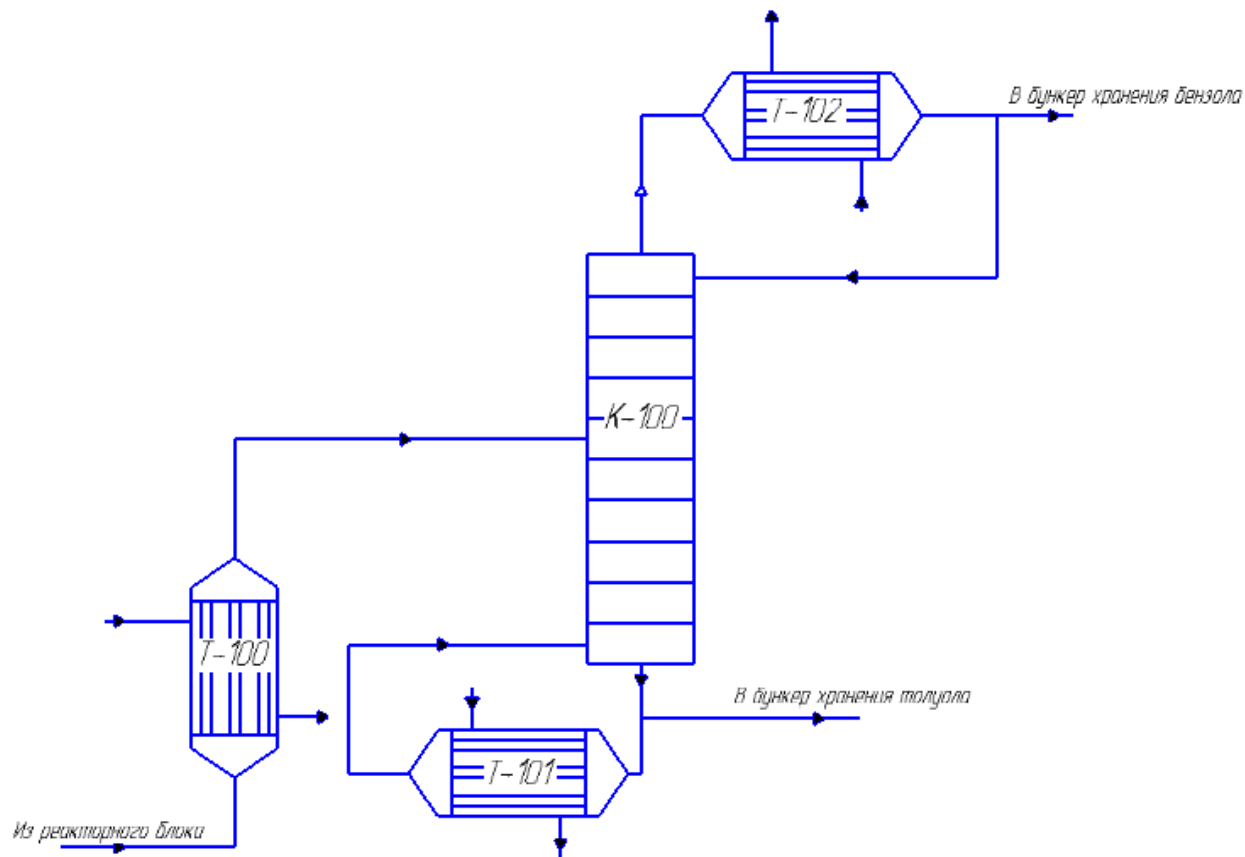 Т-102
В бункер хранения бензола
К-100
Т-100
В бункер хранения толуола
Т-101
Из реакторного блока